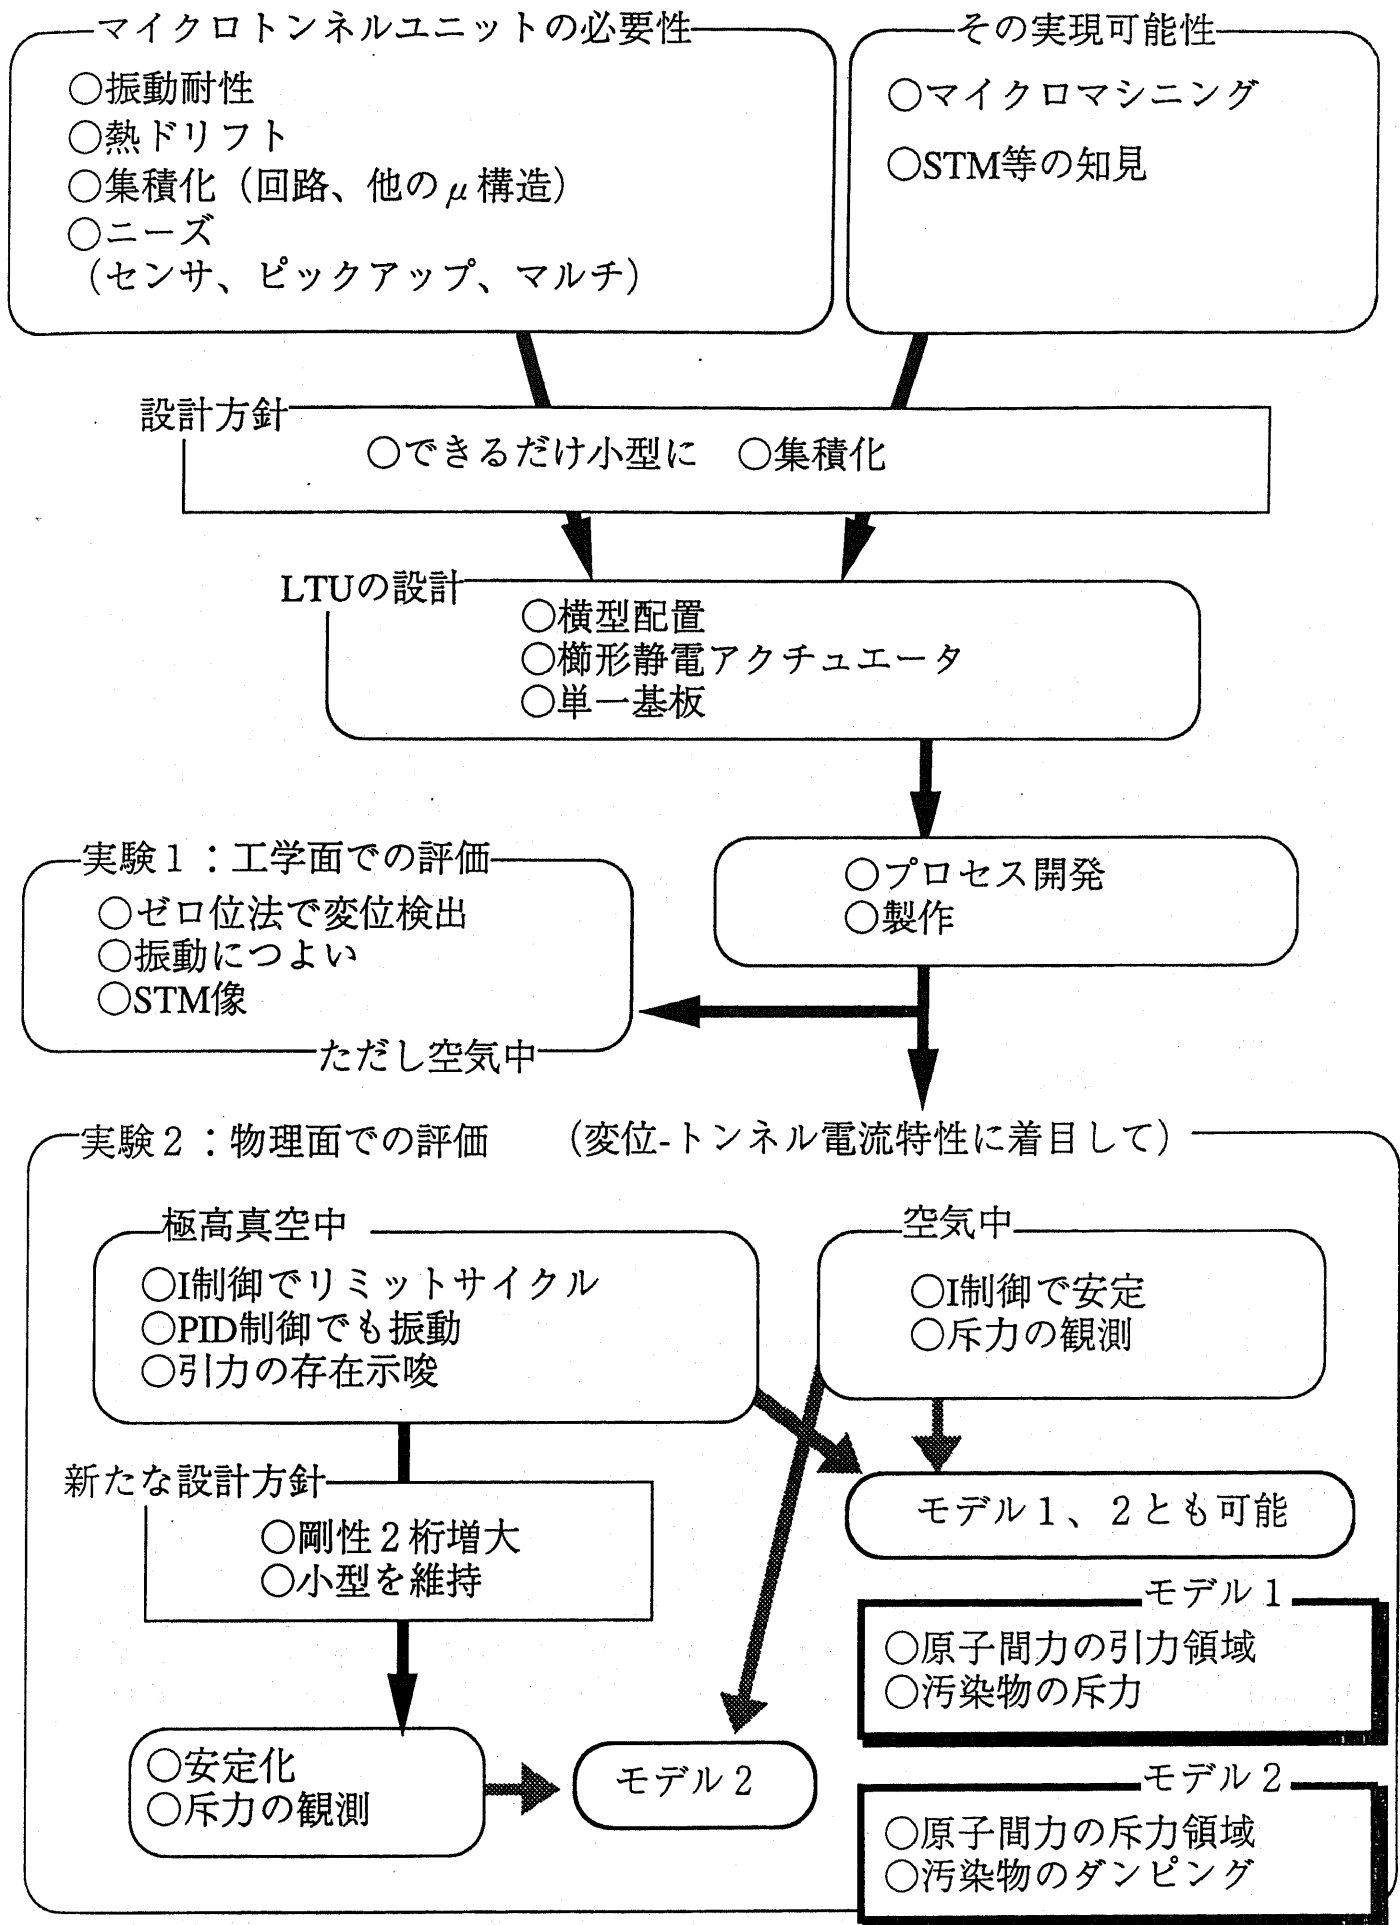 マイクロトンネルユニットの必要性
○振動耐性
○熱ドリフト
○集積化（回路、他のμ構造）
○ニーズ
（センサ、ピックアップ、マルチ）
その実現可能性
○マイクロマシニング
○STM等の知見
設計方針
○できるだけ小型に　○集積化
LTUの設計
○横型配置
○櫛形静電アクチュエータ
○単一基板
○プロセス開発
○製作
実験１：工学面での評価
○ゼロ位法で変位検出
○振動につよい
○STM像
ただし空気中
実験２：物理面での評価　　（変位-トンネル電流特性に着目して）
極高真空中
○I制御でリミットサイクル
○PID制御でも振動
○引力の存在示唆
空気中
○I制御で安定
○斥力の観測
新たな設計方針
○剛性２桁増大
○小型を維持
モデル１、２とも可能
モデル１
○原子間力の引力領域
○汚染物の斥力
○安定化
○斥力の観測
モデル２
モデル２
○原子間力の斥力領域
○汚染物のダンピング